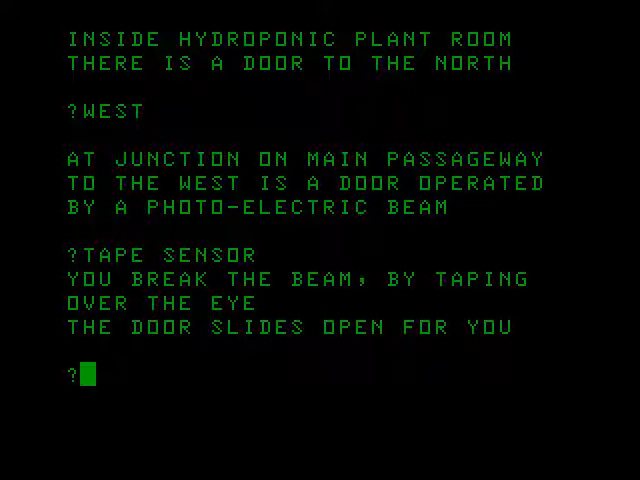 INSIDE HYDROPONIC PLANT ROOM
THERE IS A DOOR TO THE NORTH
?WEST
AT JUNCTION ON MAIN PASSAGEWAY
TO THE WEST IS A DOOR OPERATED
BY A PHOTO-ELECTRIC BEAM
?TAPE SENSOR
YOU BREAK THE BEAM, BY TAPING
OVER THE EYE
THE DOOR SLIDES OPEN FOR YOU
?